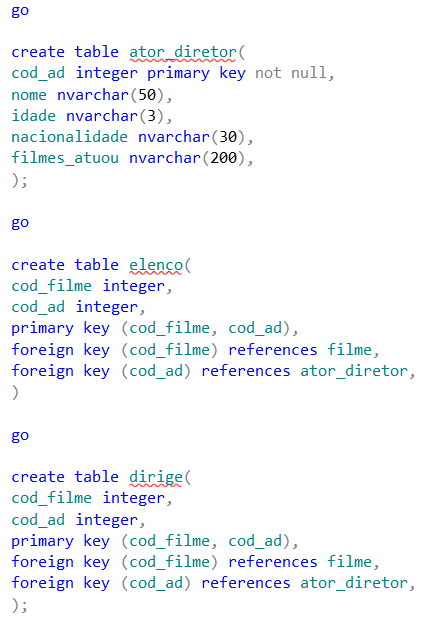 go
create table ator_diretor(
cod_ad integer primary key not null,
nome nvarchar(50),
idade nvarchar(3),
nacionalidade nvarchar(30),
filmes_atuou nvarchar(200),
);
go
create table elenco(
cod_filme integer,
cod_ad integer,
primary key (cod_filme, cod_ad),
foreign key (cod_filme) references filme,
foreign key (cod_ad) references ator_diretor,
)
go
create table dirige(
cod_filme integer,
cod_ad integer,
primary key (cod_filme, cod_ad),
foreign key (cod_filme) references filme,
foreign key (cod_ad) references ator_diretor,
);